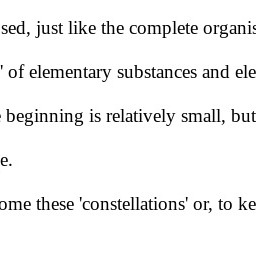 sed, just like the complete organis
' of elementary substances and ele
beginning is relatively small, but
e.
ome these 'constellations' or, to ke